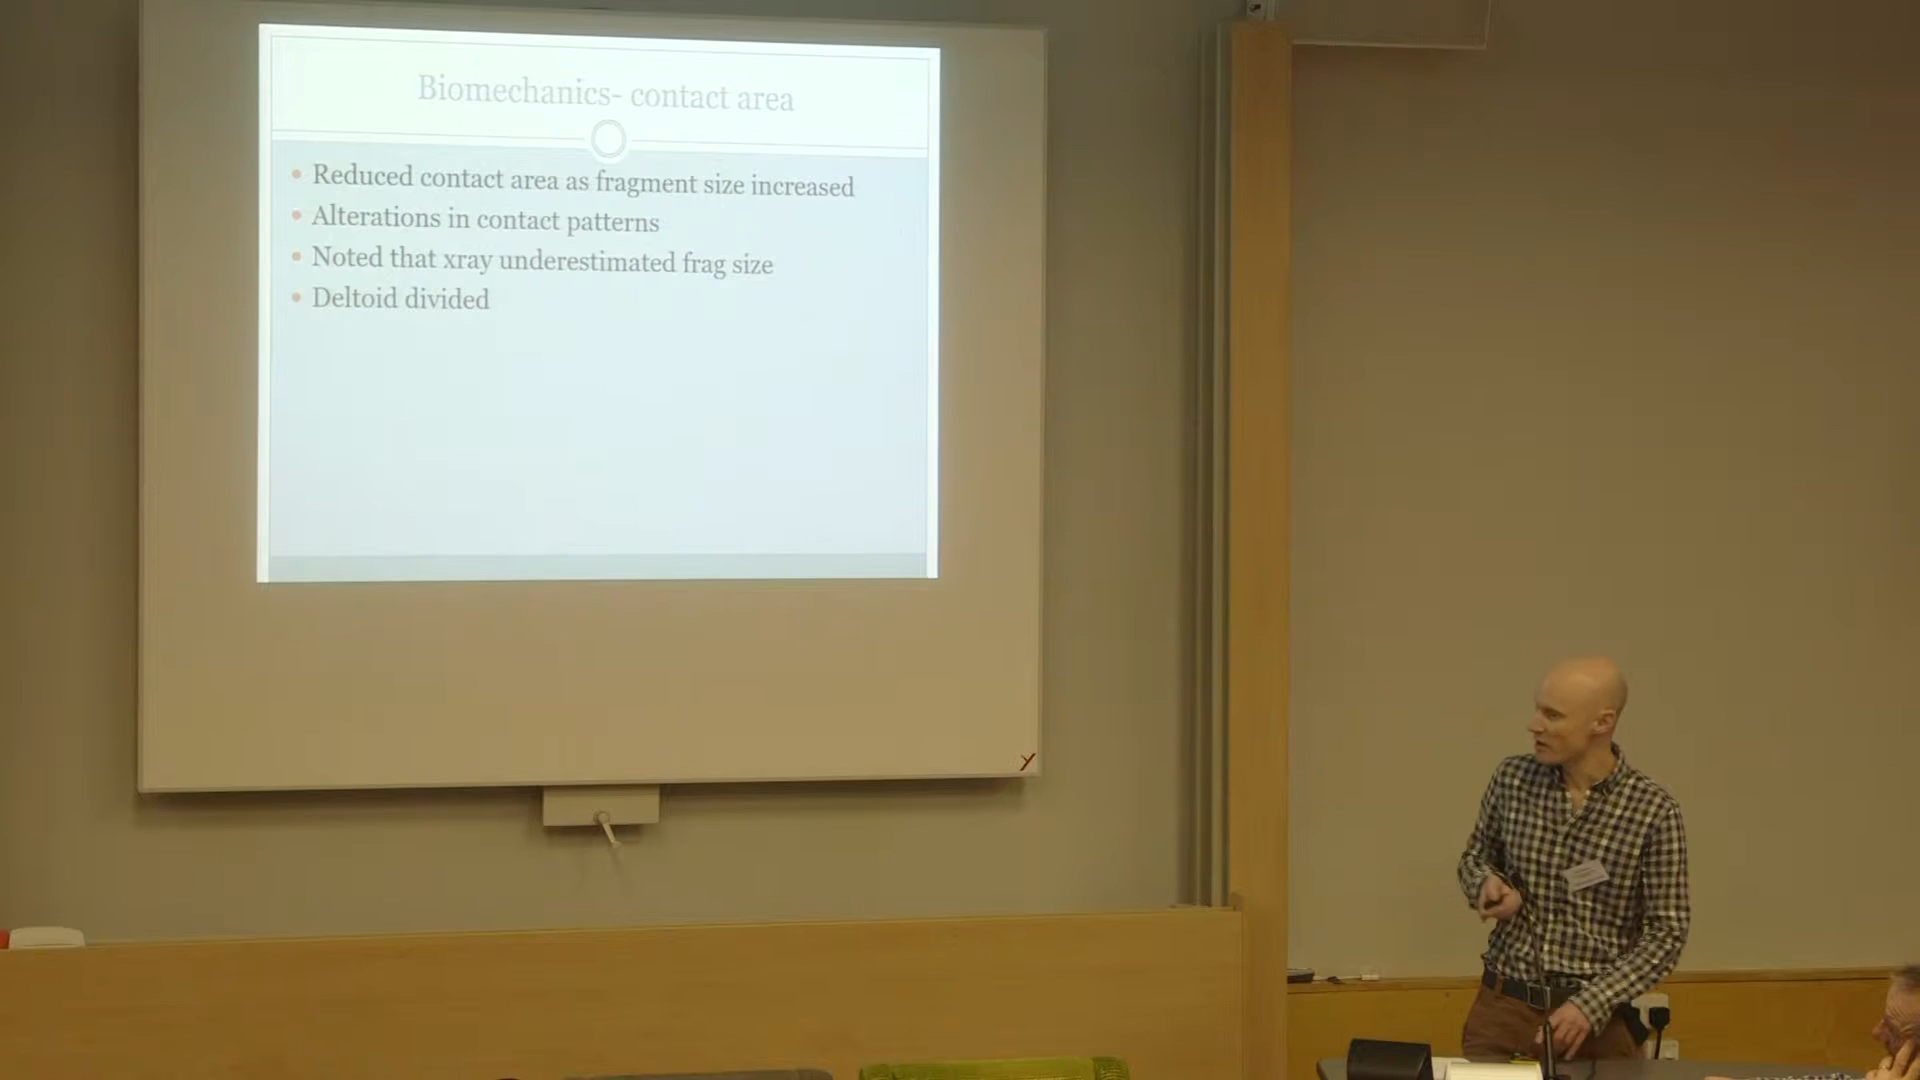 Biomechanics- contact area
Reduced contact area as fragment size increased
Alterations in contact patterns
Noted that xray underestimated frag size
Deltoid divided